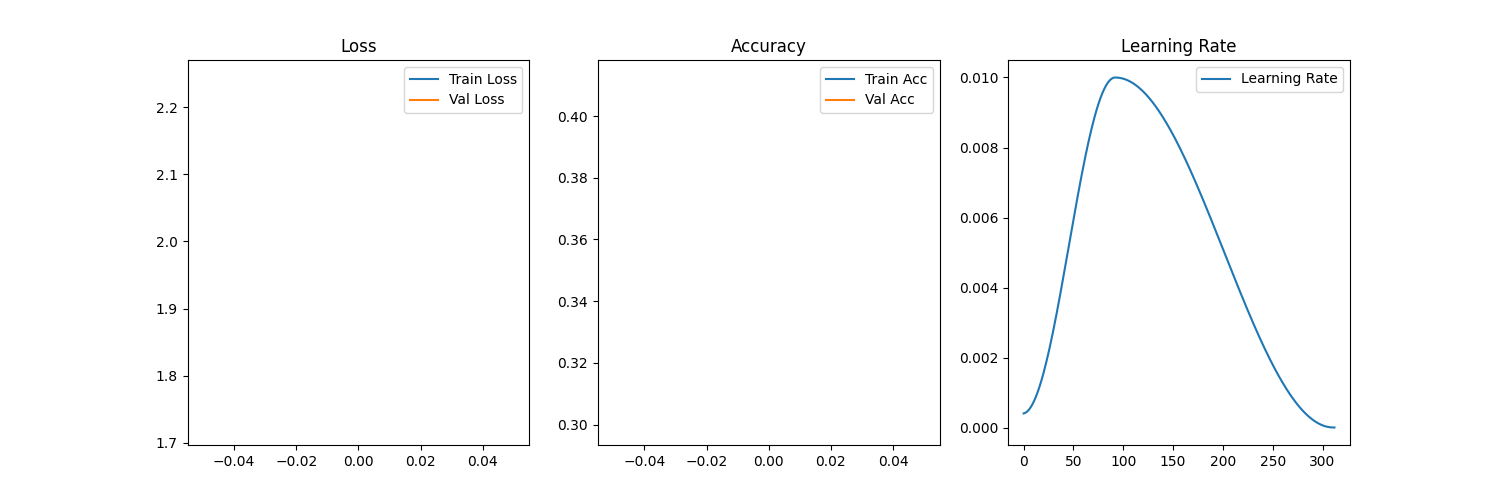 Loss
Train Loss
Val Loss
2.2
2.1
2.0
1.9
1.8
1.7
−0.04 −0.02 0.00 0.02 0.04
Accuracy
Train Acc
Val Acc
0.40
0.38
0.36
0.34
0.32
0.30
−0.04 −0.02 0.00 0.02 0.04
Learning Rate
Learning Rate
0.010
0.008
0.006
0.004
0.002
0.000
0 50 100 150 200 250 300